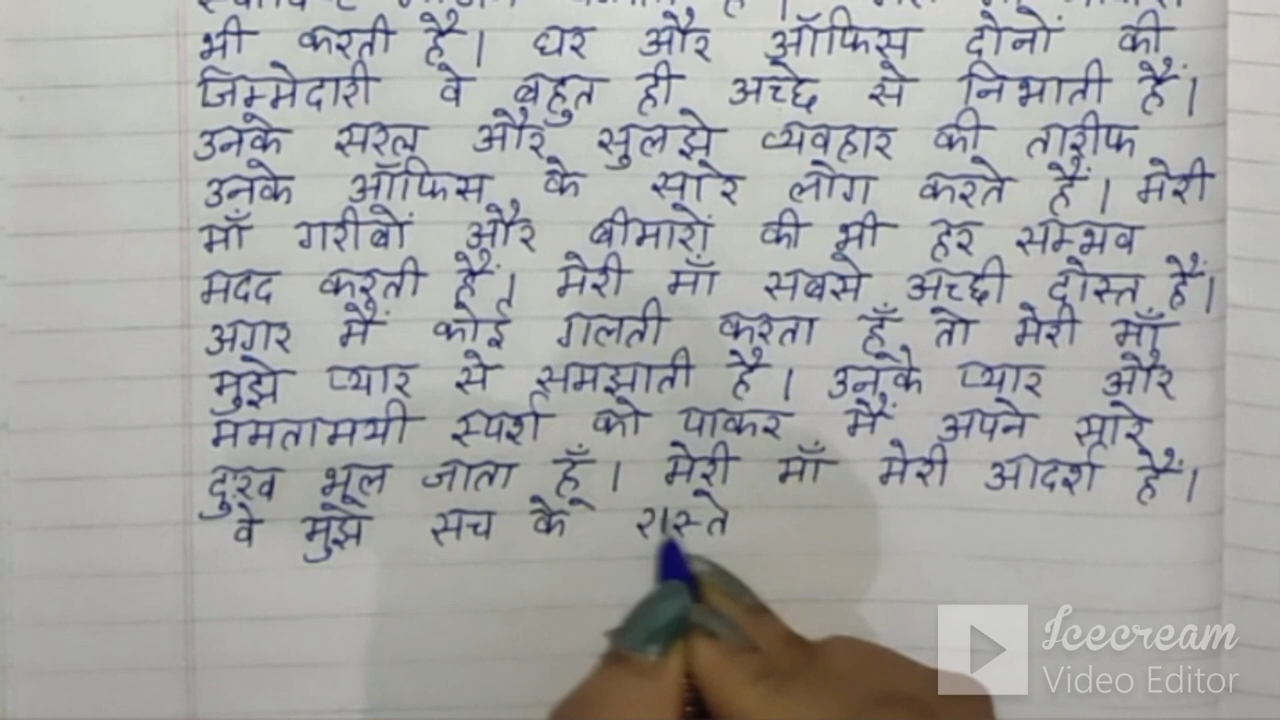 भी करती है। घर और ऑफिस दोनों की
जिम्मेदारी वे बहुत ही अच्छे से निभाती हैं।
उनके सरल और सुलझे व्यवहार की तारीफ
उनके ऑफिस के सारे लोग करते हैं। मेरी
माँ गरीबों और बीमारों की भी हर सम्भव
मदद करती हैं। मेरी माँ सबसे अच्छी दोस्त हैं।
अगर मैं कोई गलती करता हूँ तो मेरी माँ
मुझे प्यार से समझाती है। उनके प्यार और
ममतामयी स्पर्श को पाकर मैं अपने सारे
दुःख भूल जाता हूँ। मेरी माँ मेरी आदर्श हैं।
वे मुझे सच के रास्ते
Icecream
Video Editor